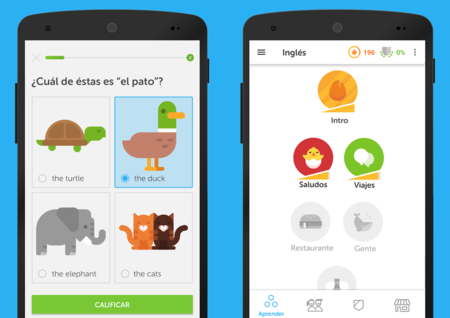 ¿Cuál de éstas es “el pato”?
the turtle
the duck
the elephant
the cats
CALIFICAR
Inglés
196
0%
Intro
Saludos
Viajes
Restaurante
Gente
Aprender